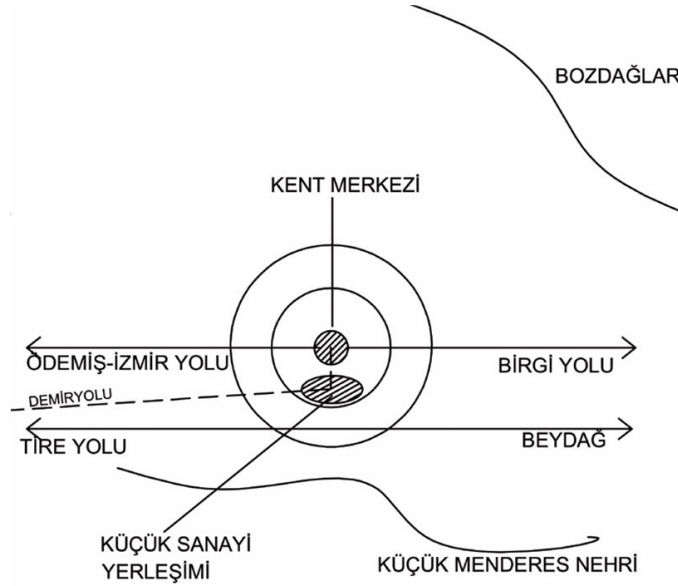 BOZDAĞLAR
KENT MERKEZİ
ÖDEMİŞ-İZMİR YOLU
BİRGİ YOLU
DEMİRYOLU
TİRE YOLU
BEYDAĞ
KÜÇÜK SANAYİ
YERLEŞİMİ
KÜÇÜK MENDERES NEHRİ